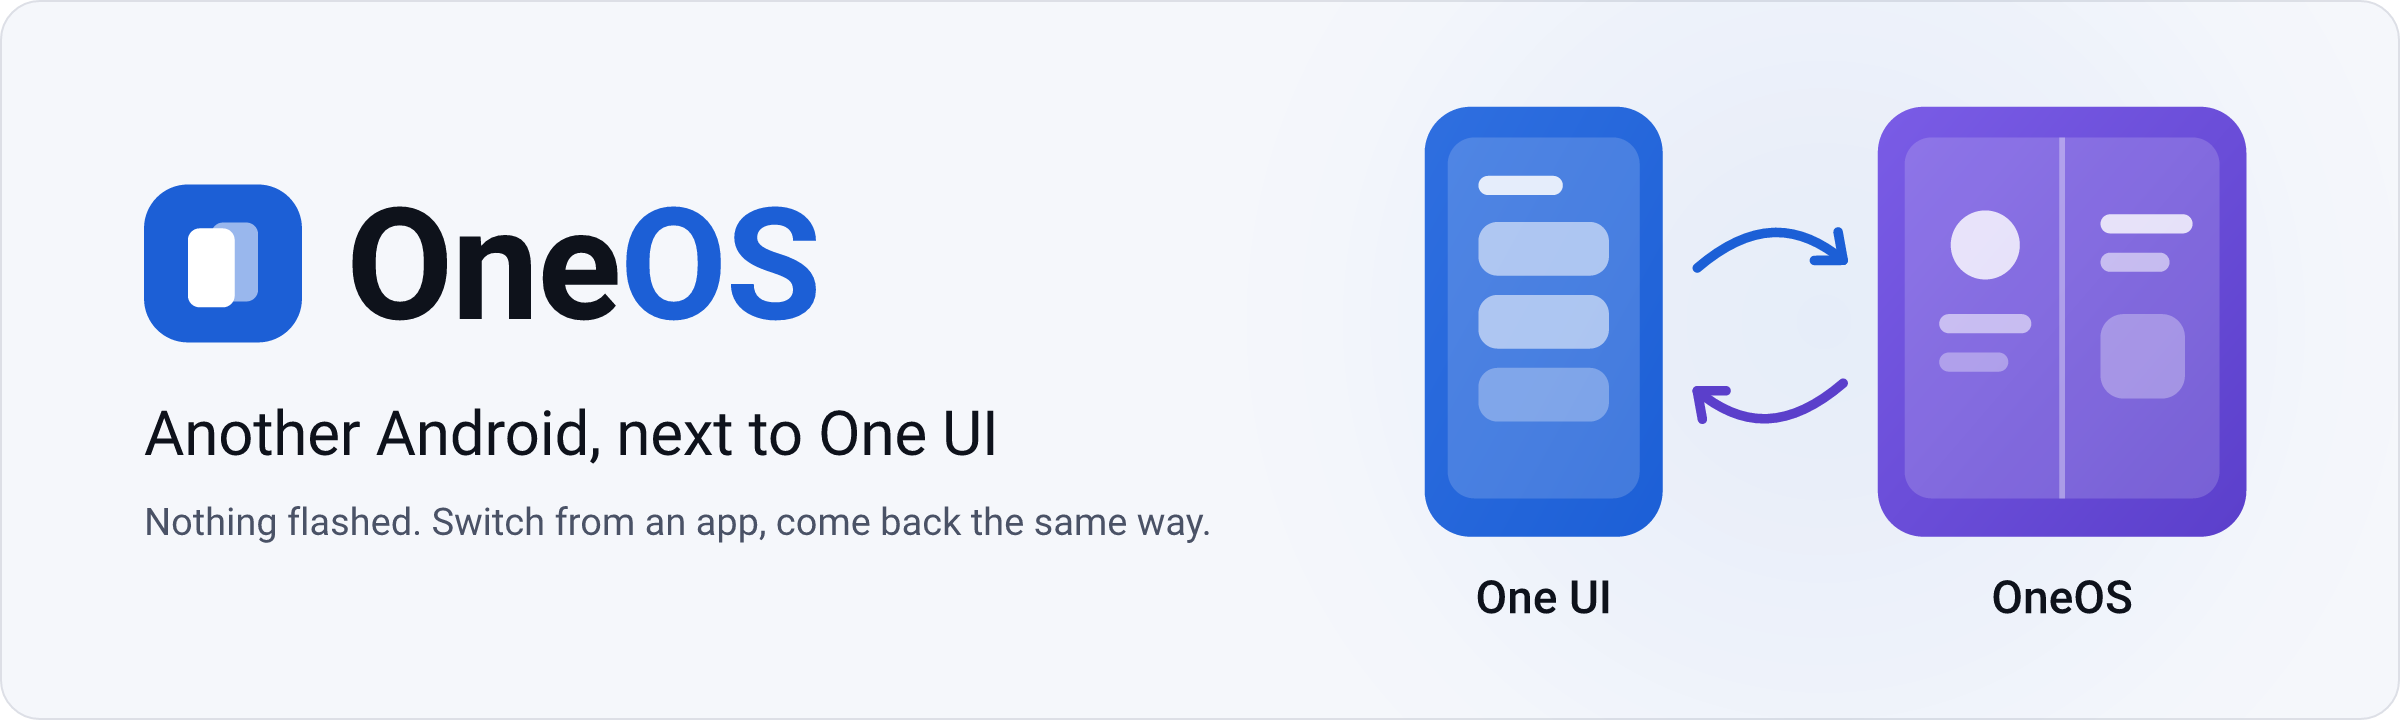 OneOS
Another Android, next to One UI
Nothing flashed. Switch from an app, come back the same way.
One UI
OneOS